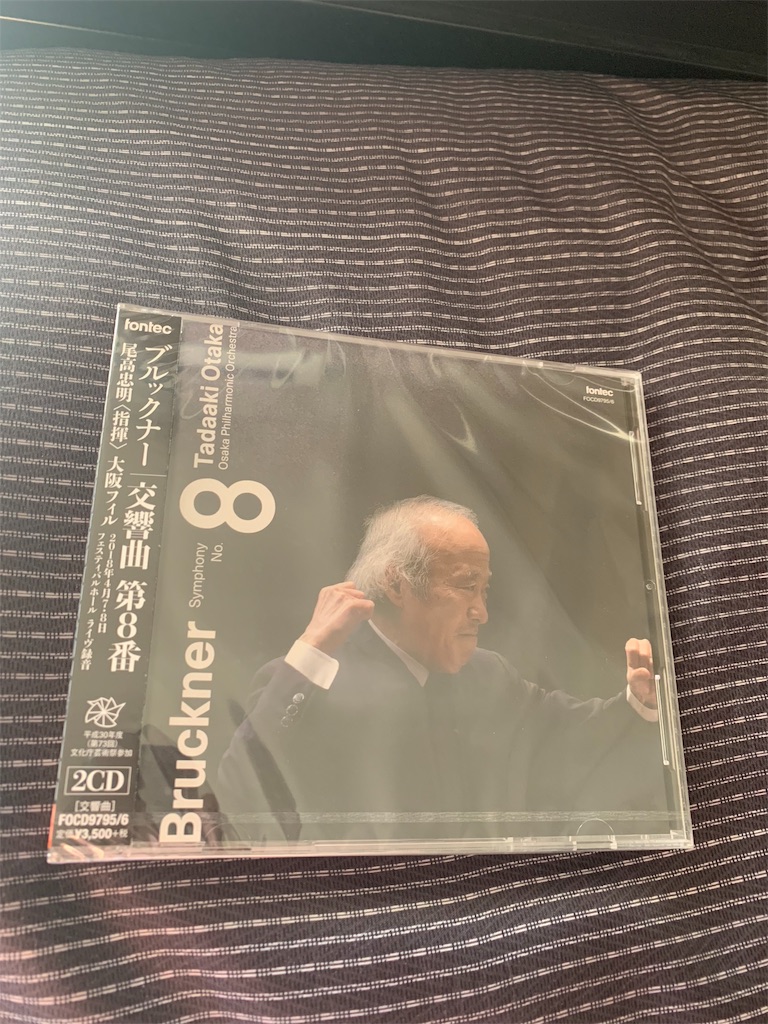 fontec
ブルックナー│交響曲 第8番
尾高忠明〈指揮〉大阪フィル 2018年4月7・8日
フェスティバルホール ライヴ録音
平成30年度
(第73回)
文化庁芸術祭参加
2CD
[交響曲]
FOCD9795/6
定価¥3,500+税
Bruckner Symphony
No. 8
Tadaaki Otaka
Osaka Philharmonic Orchestra
fontec
FOCD9795/6